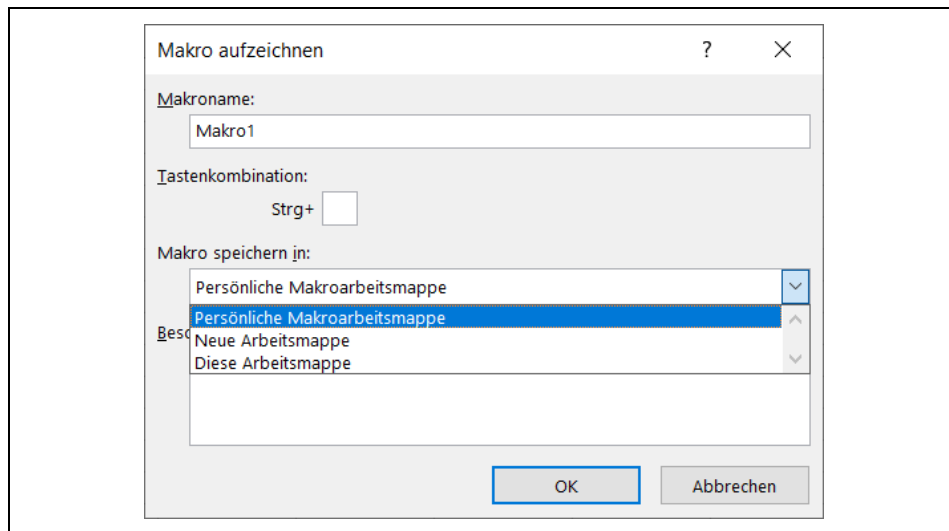 Makro aufzeichnen ?
Makroname:
Makro1
Tastenkombination:
Strg+
Makro speichern in:
Persönliche Makroarbeitsmappe
Persönliche Makroarbeitsmappe
Neue Arbeitsmappe
Diese Arbeitsmappe
OK Abbrechen